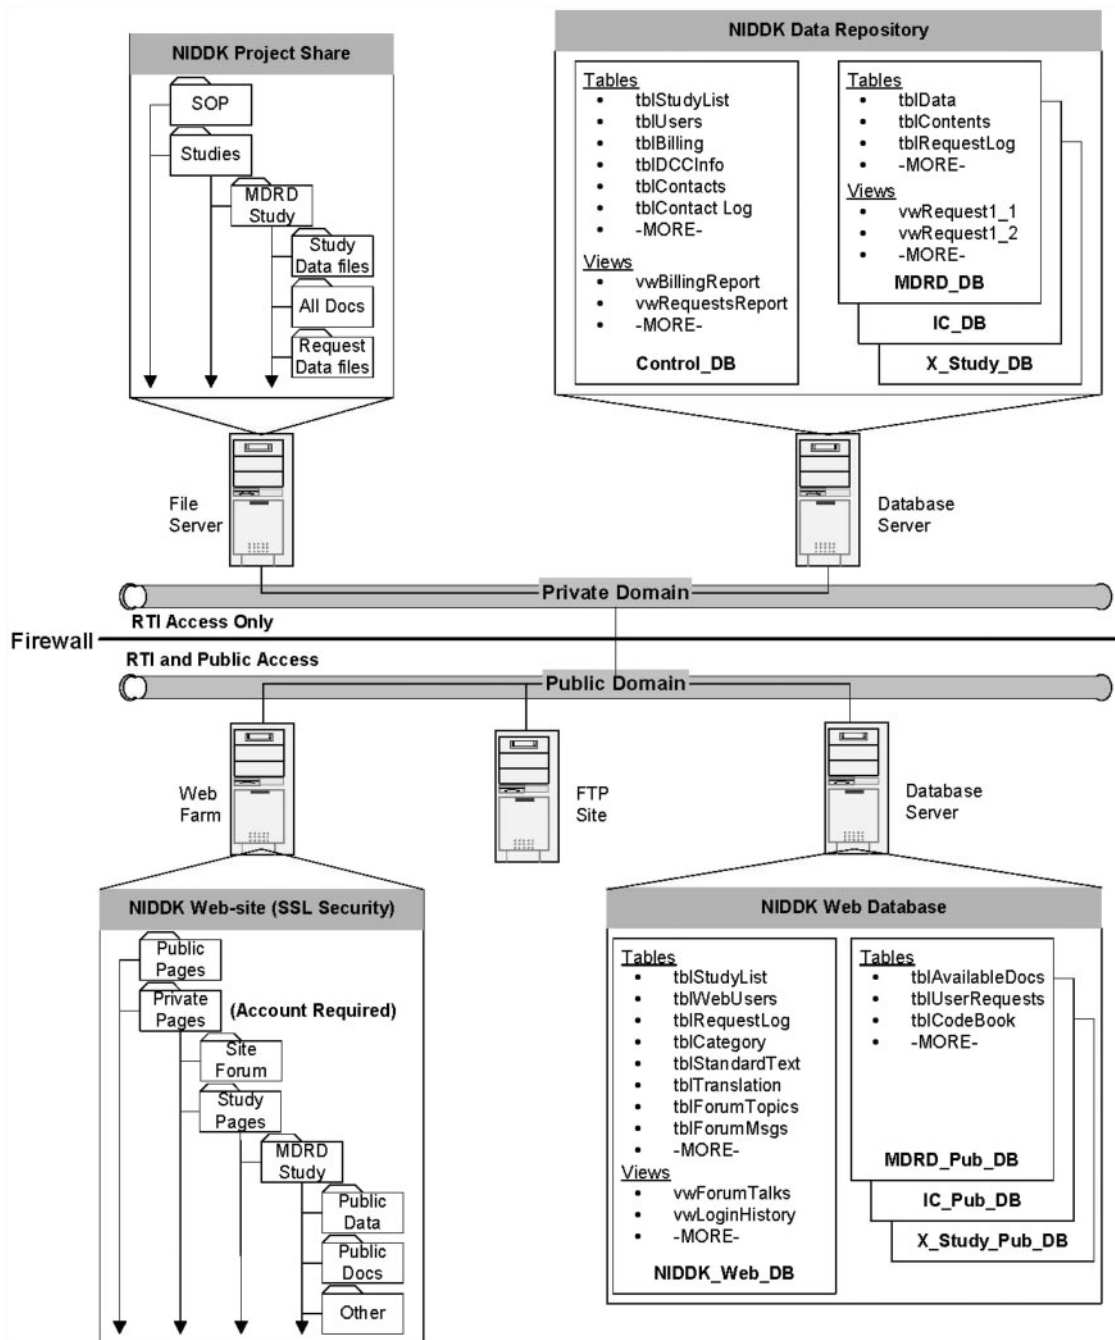 NIDDK Project Share
SOP
Studies
MDRD
Study
Study
Data files
All Docs
Request
Data files
NIDDK Data Repository
Tables
• tblStudyList
• tblUsers
• tblBilling
• tblDCCInfo
• tblContacts
• tblContact Log
• -MORE-
Views
• vwBillingReport
• vwRequestsReport
• -MORE-
Control_DB
Tables
• tblData
• tblContents
• tblRequestLog
• -MORE-
Views
• vwRequest1_1
• vwRequest1_2
• -MORE-
MDRD_DB
IC_DB
X_Study_DB
File
Server
Database
Server
Private Domain
RTI Access Only
Firewall
RTI and Public Access
Public Domain
Web
Farm
FTP
Site
Database
Server
NIDDK Web-site (SSL Security)
Public
Pages
Private
Pages
(Account Required)
Site
Forum
Study
Pages
MDRD
Study
Public
Data
Public
Docs
Other
NIDDK Web Database
Tables
• tblStudyList
• tblWebUsers
• tblRequestLog
• tblCategory
• tblStandardText
• tblTranslation
• tblForumTopics
• tblForumMsgs
• -MORE-
Views
• vwForumTalks
• vwLoginHistory
• -MORE-
NIDDK_Web_DB
Tables
• tblAvailableDocs
• tblUserRequests
• tblCodeBook
• -MORE-
MDRD_Pub_DB
IC_Pub_DB
X_Study_Pub_DB